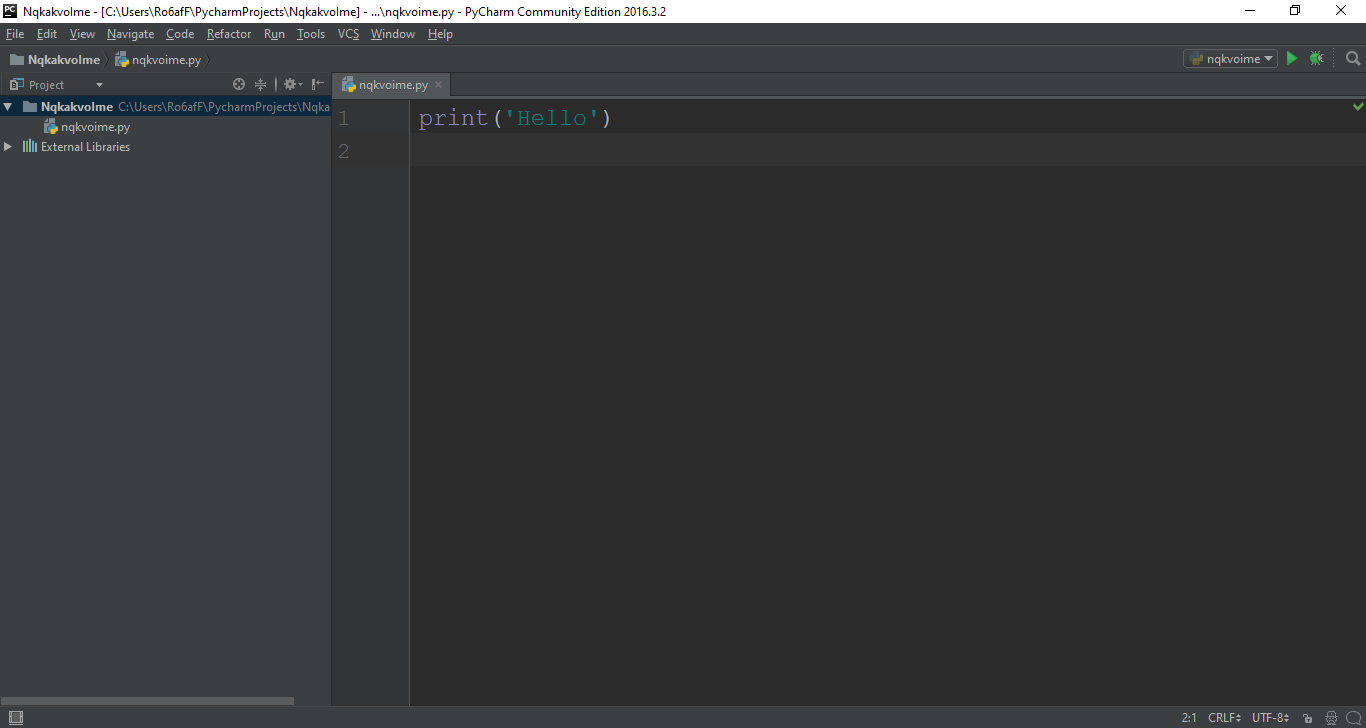 PC Nqkakvolme - [C:\Users\Ro6afF\PycharmProjects\Nqkakvolme] - ...\nqkvoime.py - PyCharm Community Edition 2016.3.2
File Edit View Navigate Code Refactor Run Tools VCS Window Help
Nqkakvolme nqkvoime.py nqkvoime
Project nqkvoime.py
Nqkakvolme C:\Users\Ro6afF\PycharmProjects\Nqka
nqkvoime.py
External Libraries
1 print('Hello')
2
2:1 CRLF UTF-8